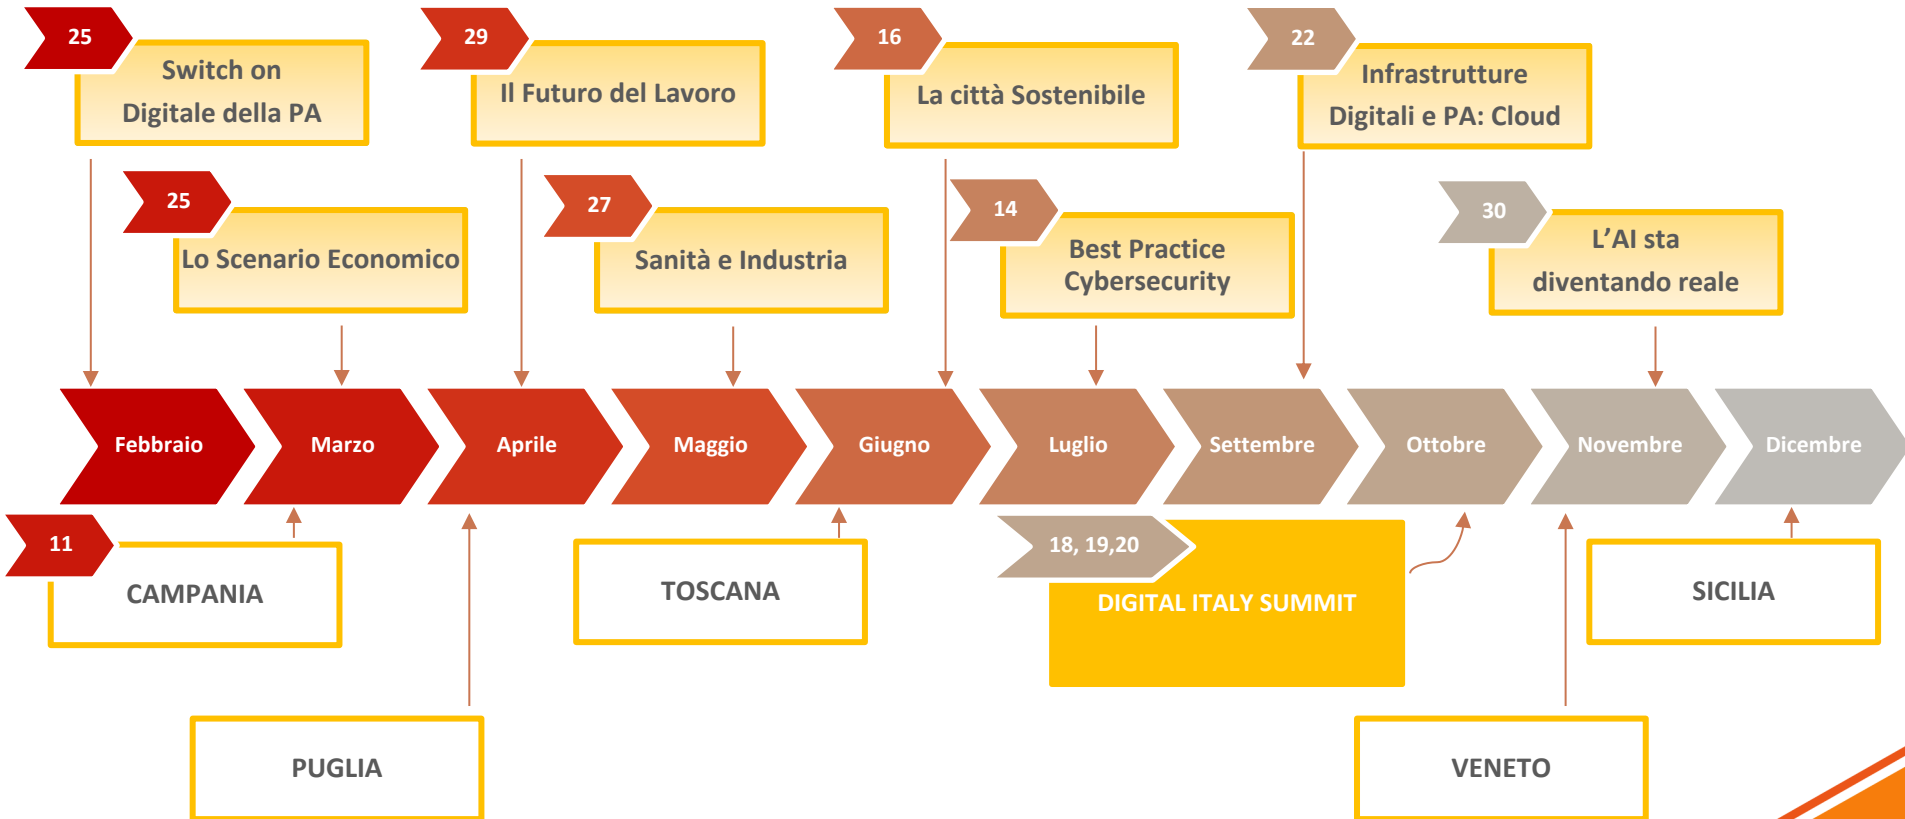 25
Switch on
Digitale della PA
29
Il Futuro del Lavoro
16
La città Sostenibile
22
Infrastrutture
Digitali e PA: Cloud
25
Lo Scenario Economico
27
Sanità e Industria
14
Best Practice
Cybersecurity
30
L’AI sta
diventando reale
Febbraio
Marzo
Aprile
Maggio
Giugno
Luglio
Settembre
Ottobre
Novembre
Dicembre
11
CAMPANIA
TOSCANA
18, 19,20
DIGITAL ITALY SUMMIT
SICILIA
PUGLIA
VENETO